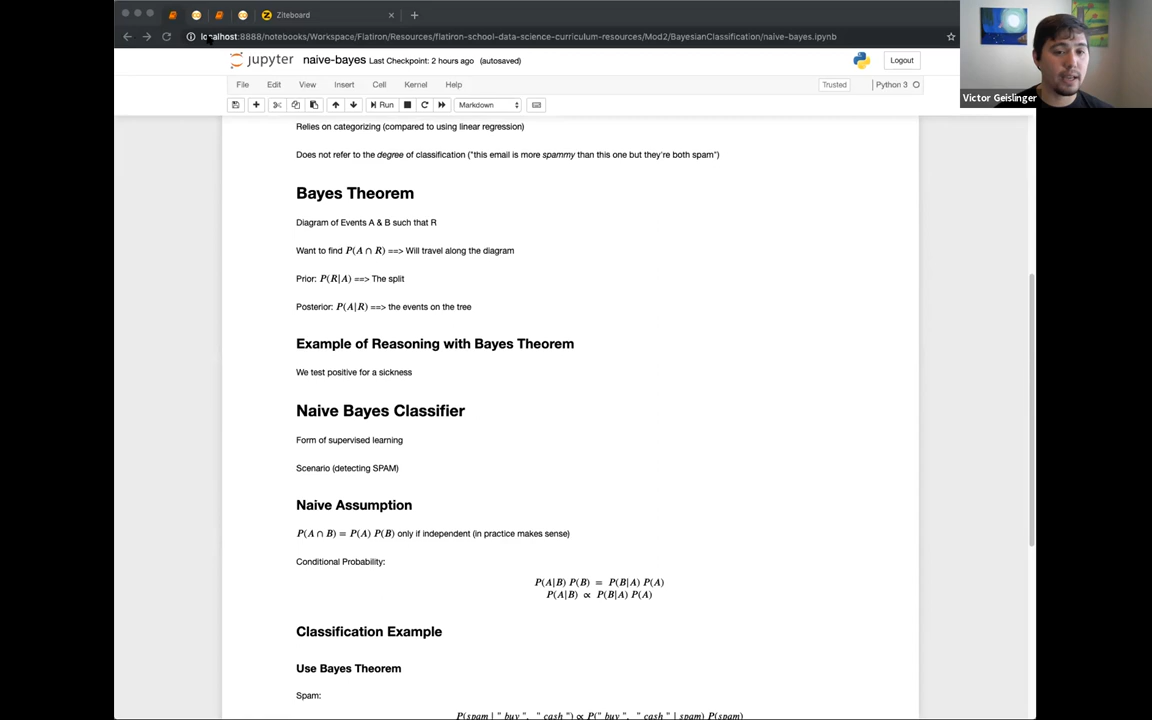 Ziteboard
localhost:8888/notebooks/Workspace/Flatiron/Resources/flatiron-school-data-science-curriculum-resources/Mod2/BayesianClassification/naive-bayes.ipynb
jupyter naive-bayes Last Checkpoint: 2 hours ago (autosaved)
Logout
File Edit View Insert Cell Kernel Help
Trusted
Python 3
Run
Markdown
Victor Geislinger
Relies on categorizing (compared to using linear regression)
Does not refer to the degree of classification ("this email is more spammy than this one but they're both spam")
Bayes Theorem
Diagram of Events A & B such that R
Want to find P(A ∩ R) ==> Will travel along the diagram
Prior: P(R|A) ==> The split
Posterior: P(A|R) ==> the events on the tree
Example of Reasoning with Bayes Theorem
We test positive for a sickness
Naive Bayes Classifier
Form of supervised learning
Scenario (detecting SPAM)
Naive Assumption
P(A ∩ B) = P(A) P(B) only if independent (in practice makes sense)
Conditional Probability:
P(A|B) P(B) = P(B|A) P(A)
P(A|B) ∝ P(B|A) P(A)
Classification Example
Use Bayes Theorem
Spam:
P(spam | " buy ", " cash ") ∝ P(" buy ", " cash " | spam) P(spam)